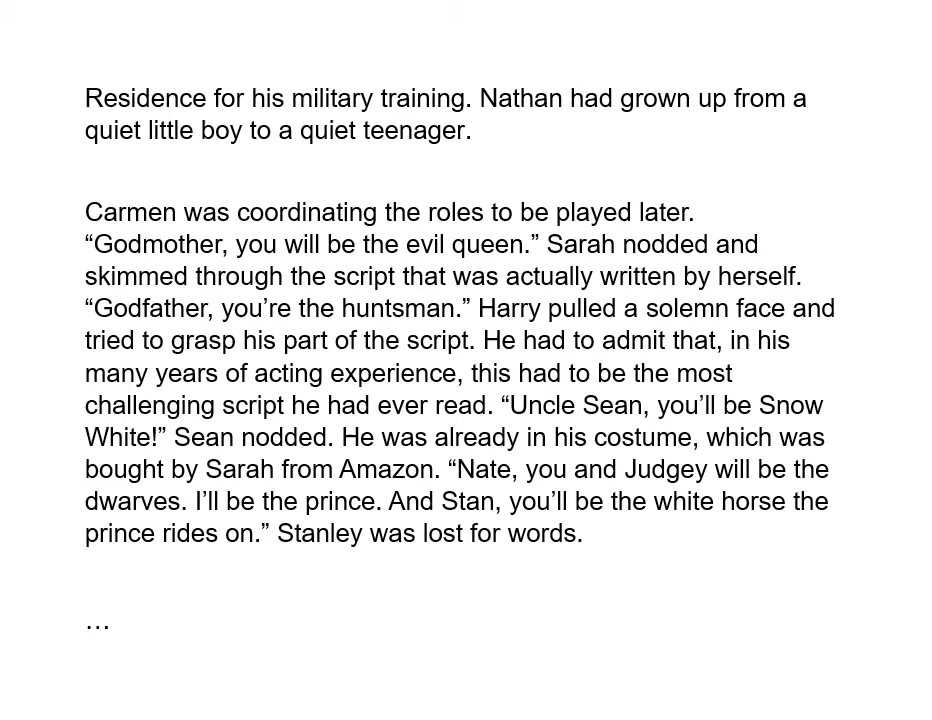 Residence for his military training. Nathan had grown up from a
quiet little boy to a quiet teenager.
Carmen was coordinating the roles to be played later.
“Godmother, you will be the evil queen.” Sarah nodded and
skimmed through the script that was actually written by herself.
“Godfather, you’re the huntsman.” Harry pulled a solemn face and
tried to grasp his part of the script. He had to admit that, in his
many years of acting experience, this had to be the most
challenging script he had ever read. “Uncle Sean, you’ll be Snow
White!” Sean nodded. He was already in his costume, which was
bought by Sarah from Amazon. “Nate, you and Judgey will be the
dwarves. I’ll be the prince. And Stan, you’ll be the white horse the
prince rides on.” Stanley was lost for words.
…